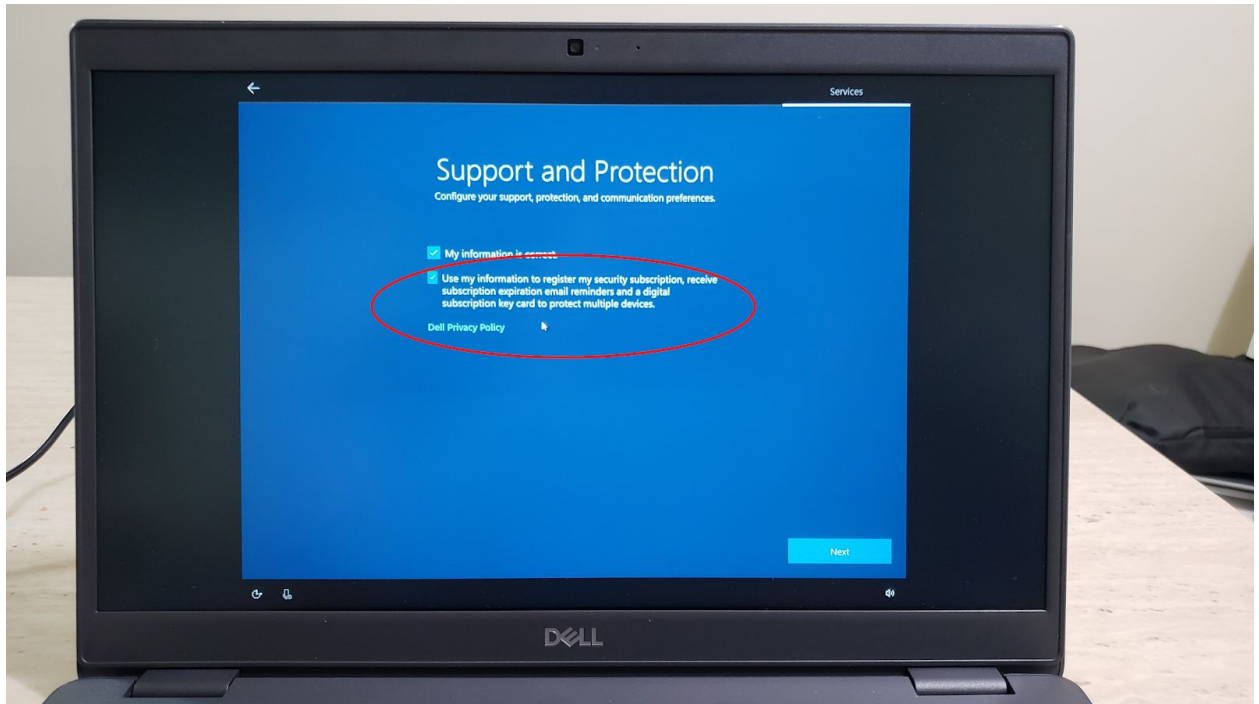 Services
Support and Protection
Configure your support, protection, and communication preferences.
My information is correct.
Use my information to register my security subscription, receive
subscription expiration email reminders and a digital
subscription key card to protect multiple devices.
Dell Privacy Policy
Next
DELL